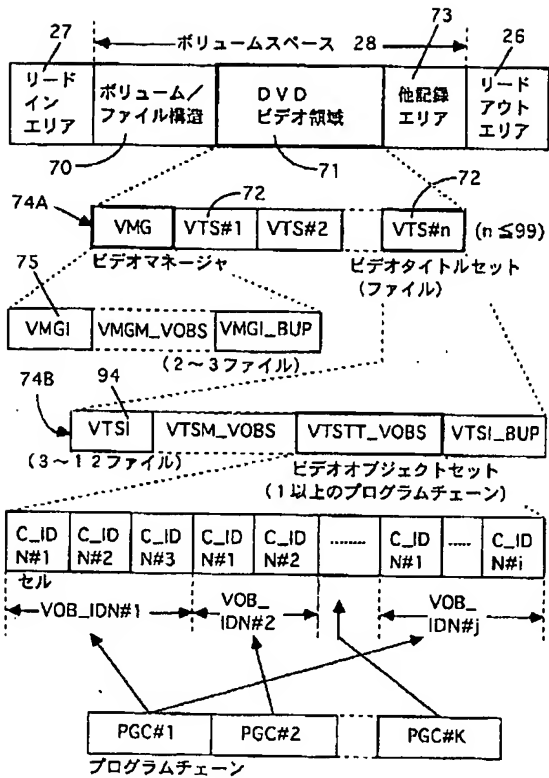 27
ボリュームスペース 28
73
26
リード
イン
エリア
ボリューム/
ファイル構造
DVD
ビデオ領域
他記録
エリア
リード
アウト
エリア
70
71
74A
72
72
VMG
VTS#1
VTS#2
VTS#n
(n≦99)
ビデオマネージャ
ビデオタイトルセット
(ファイル)
75
VMGI
VMGM_VOBS
VMGI_BUP
(2~3ファイル)
74B
94
VTSI
VTSM_VOBS
VTSTT_VOBS
VTSI_BUP
(3~12ファイル)
ビデオオブジェクトセット
(1以上のプログラムチェーン)
C_ID
N#1
C_ID
N#2
C_ID
N#3
C_ID
N#1
C_ID
N#2
........
C_ID
N#1
.....
C_ID
N#i
セル
VOB_IDN#1
VOB_
IDN#2
VOB_
IDN#j
PGC#1
PGC#2
PGC#K
プログラムチェーン